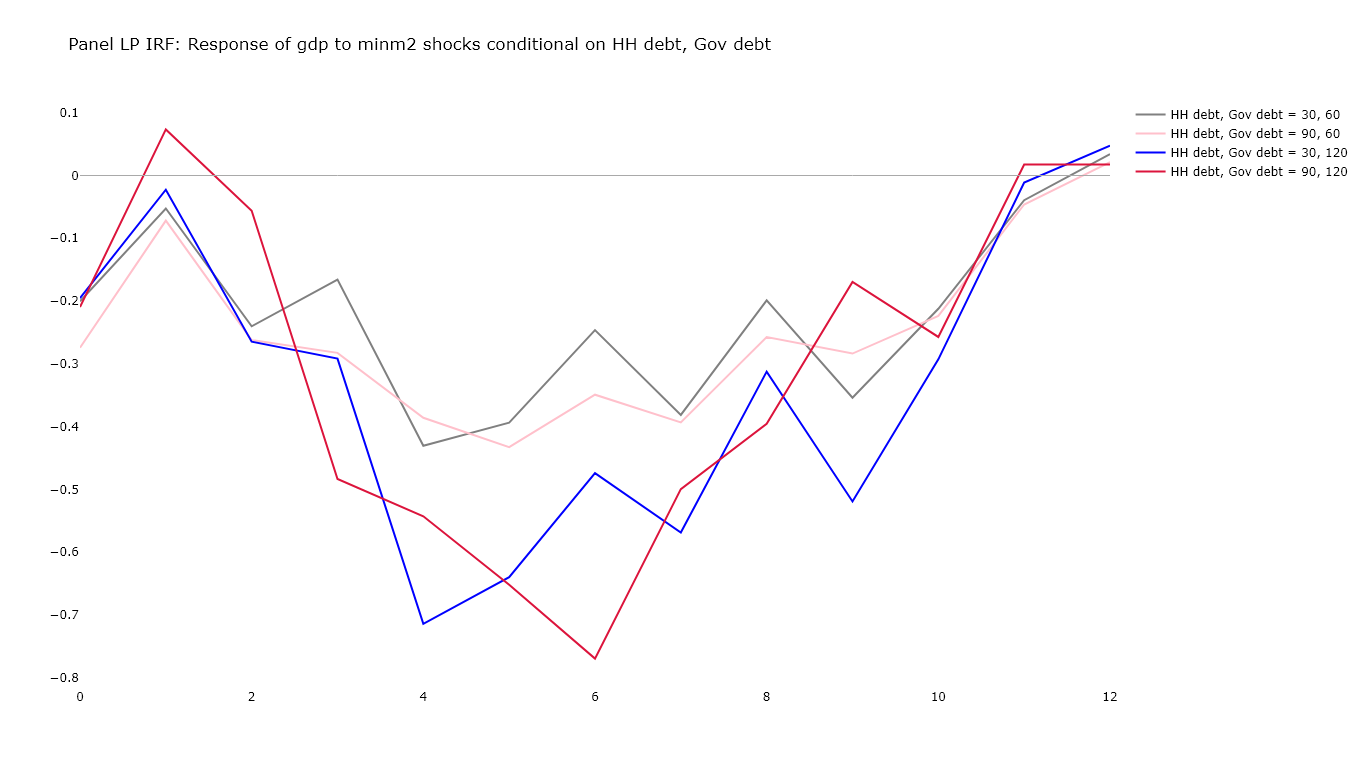 Panel LP IRF: Response of gdp to minm2 shocks conditional on HH debt, Gov debt
0.1
0
−0.1
−0.2
−0.3
−0.4
−0.5
−0.6
−0.7
−0.8
0 2 4 6 8 10 12
HH debt, Gov debt = 30, 60
HH debt, Gov debt = 90, 60
HH debt, Gov debt = 30, 120
HH debt, Gov debt = 90, 120